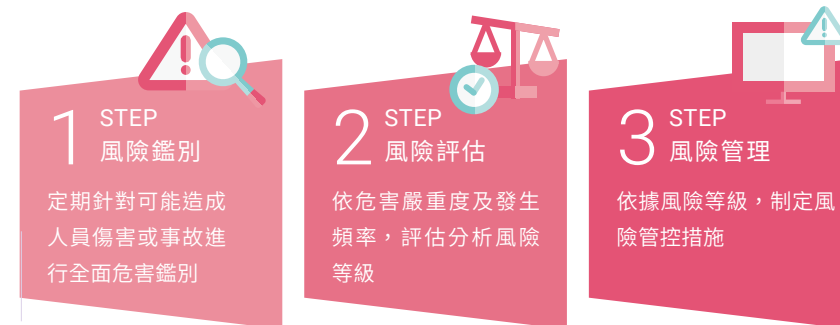 1 STEP
風險鑑別
定期針對可能造成
人員傷害或事故進
行全面危害鑑別
2 STEP
風險評估
依危害嚴重度及發生
頻率，評估分析風險
等級
3 STEP
風險管理
依據風險等級，制定風
險管控措施